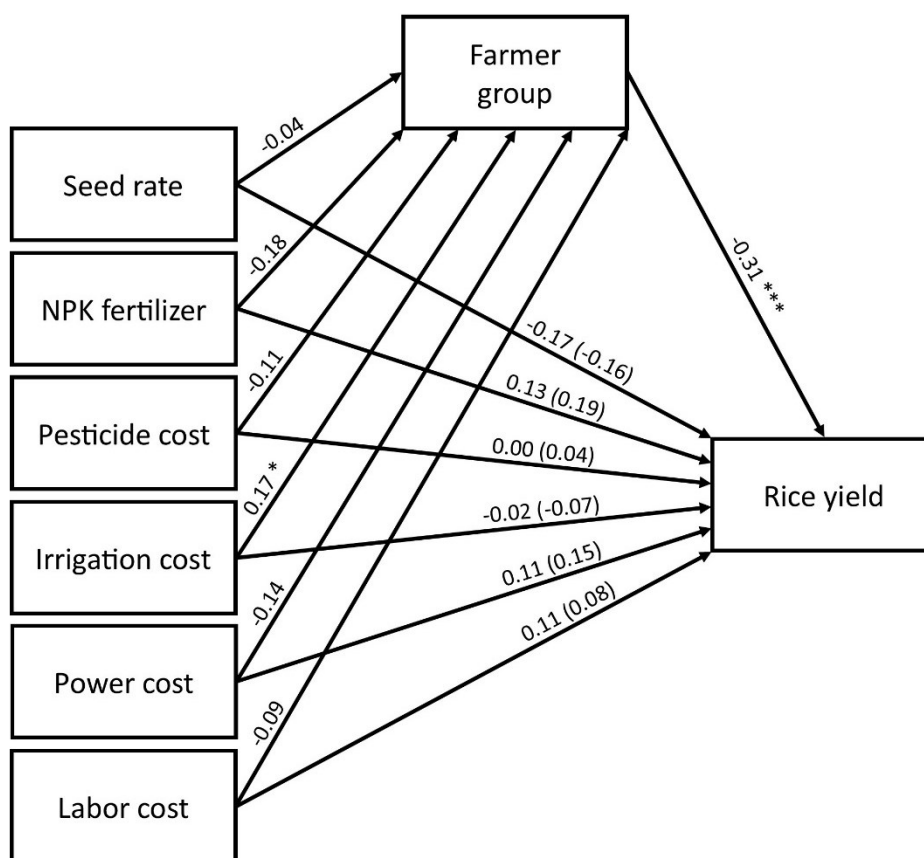 Farmer
group
-0.04
Seed rate
-0.18
-0.31 ***
NPK fertilizer
-0.17 (-0.16)
-0.11
0.13 (0.19)
Pesticide cost
0.00 (0.04)
Rice yield
0.17 *
-0.02 (-0.07)
Irrigation cost
-0.14
0.11 (0.15)
Power cost
0.11 (0.08)
-0.09
Labor cost